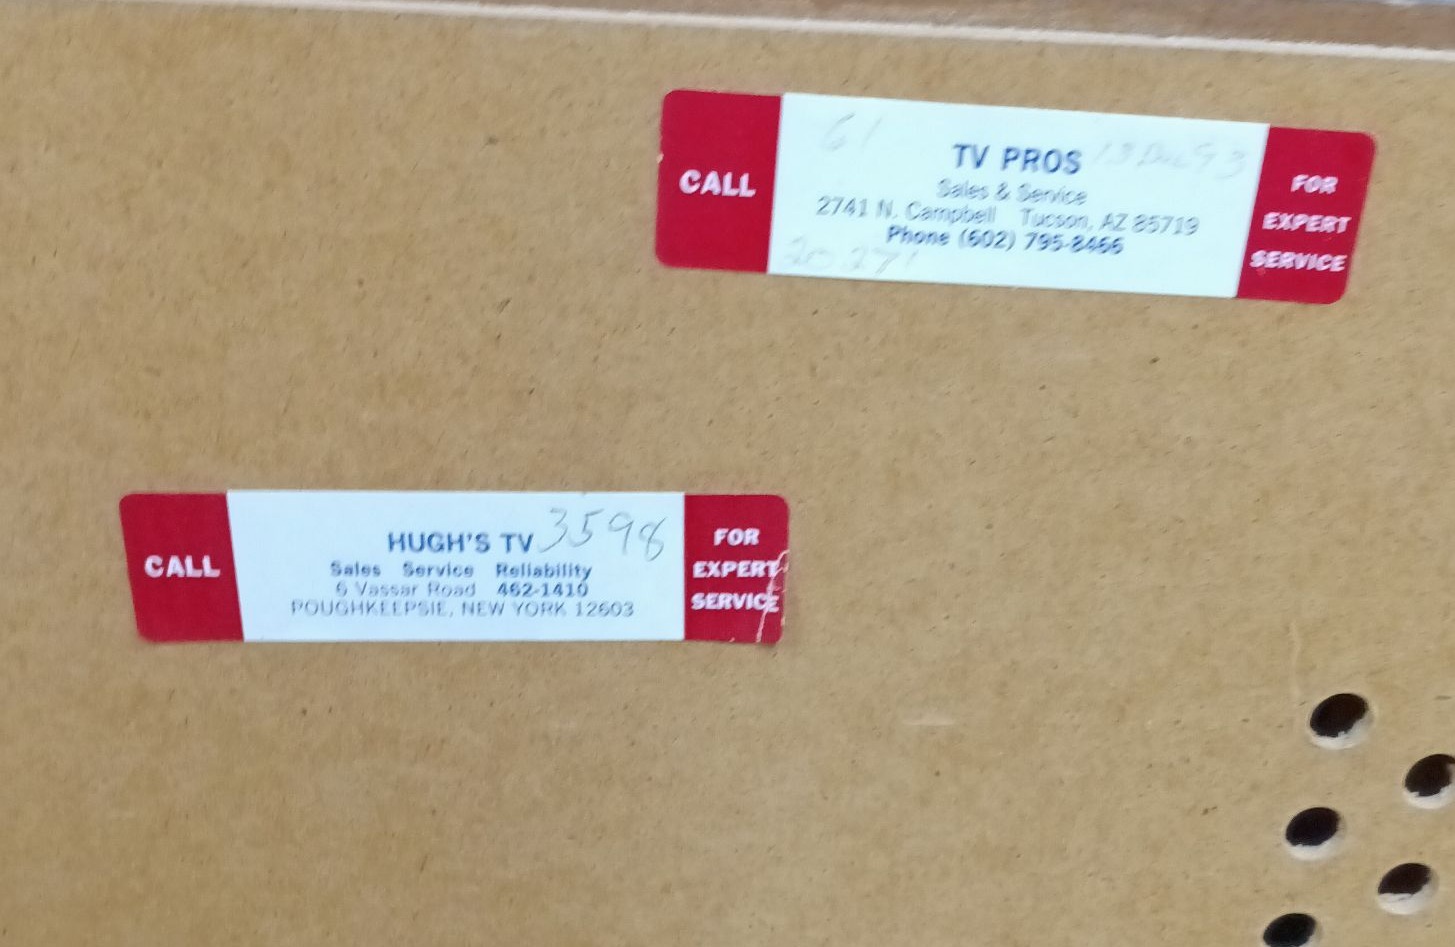 CALL
61
TV PROS 13 Dec 93
Sales & Service
2741 N. Campbell Tucson, AZ 85719
Phone (602) 795-8466
20,271
FOR
EXPERT
SERVICE
CALL
HUGH'S TV 3598
Sales Service Reliability
6 Vassar Road 462-1410
POUGHKEEPSIE, NEW YORK 12603
FOR
EXPERT
SERVICE